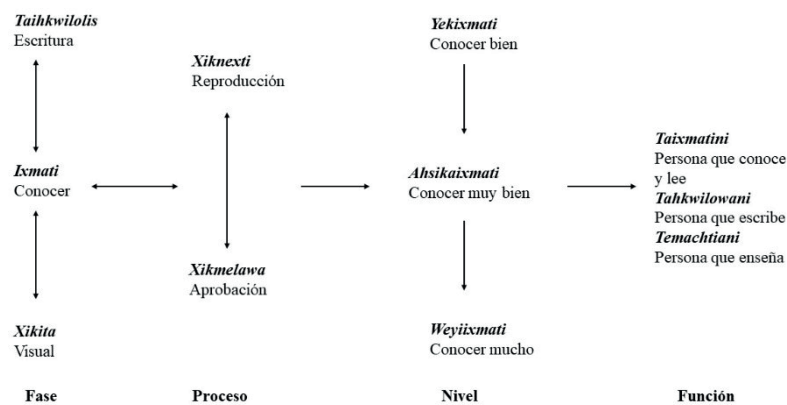 Taihkwilolis
Escritura
Ixmati
Conocer
Xikita
Visual
Fase
Xiknexti
Reproducción
Xikmelawa
Aprobación
Proceso
Yekixmati
Conocer bien
Ahsikaixmati
Conocer muy bien
Weyiixmati
Conocer mucho
Nivel
Taixmatini
Persona que conoce
y lee
Tahkwilowani
Persona que escribe
Temachtiani
Persona que enseña
Función